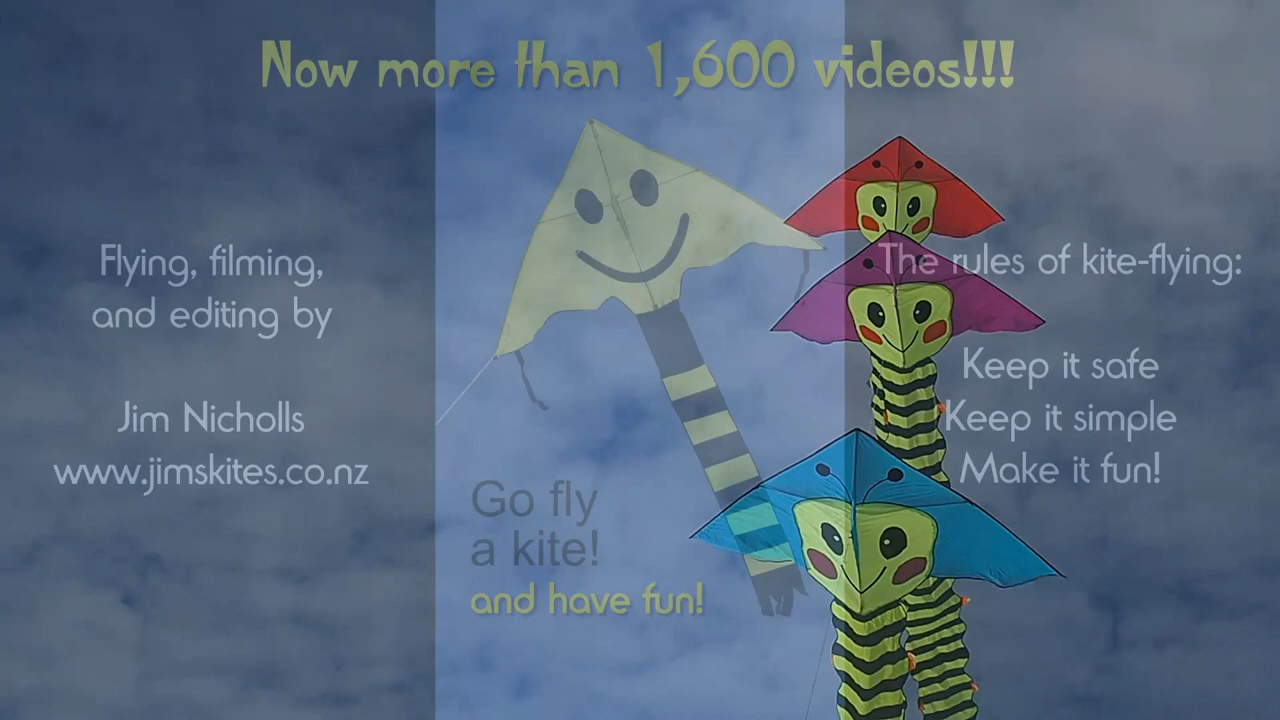 Now more than 1,600 videos!!!
Flying, filming,
and editing by
Jim Nicholls
www.jimskites.co.nz
Go fly
a kite!
and have fun!
The rules of kite-flying:
Keep it safe
Keep it simple
Make it fun!